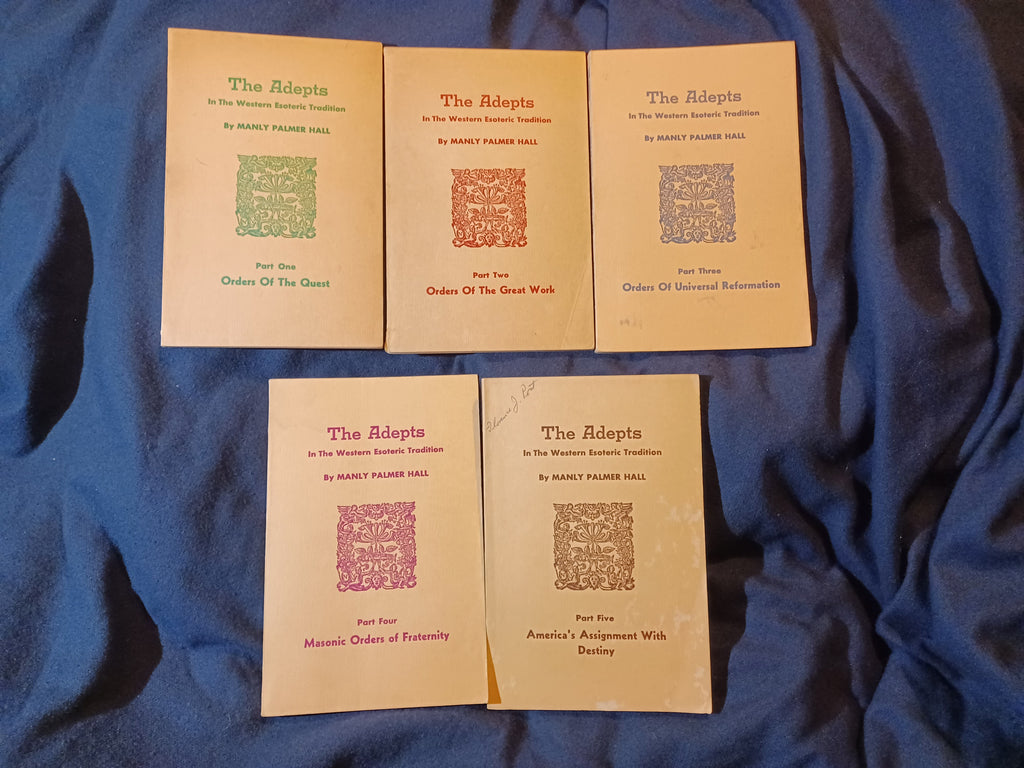 The Adepts
In The Western Esoteric Tradition
By MANLY PALMER HALL
Part One
Orders Of The Quest
The Adepts
In The Western Esoteric Tradition
By MANLY PALMER HALL
Part Two
Orders Of The Great Work
The Adepts
In The Western Esoteric Tradition
By MANLY PALMER HALL
Part Three
Orders Of Universal Reformation
The Adepts
In The Western Esoteric Tradition
By MANLY PALMER HALL
Part Four
Masonic Orders of Fraternity
J.
The Adepts
In The Western Esoteric Tradition
By MANLY PALMER HALL
Part Five
America's Assignment With
Destiny